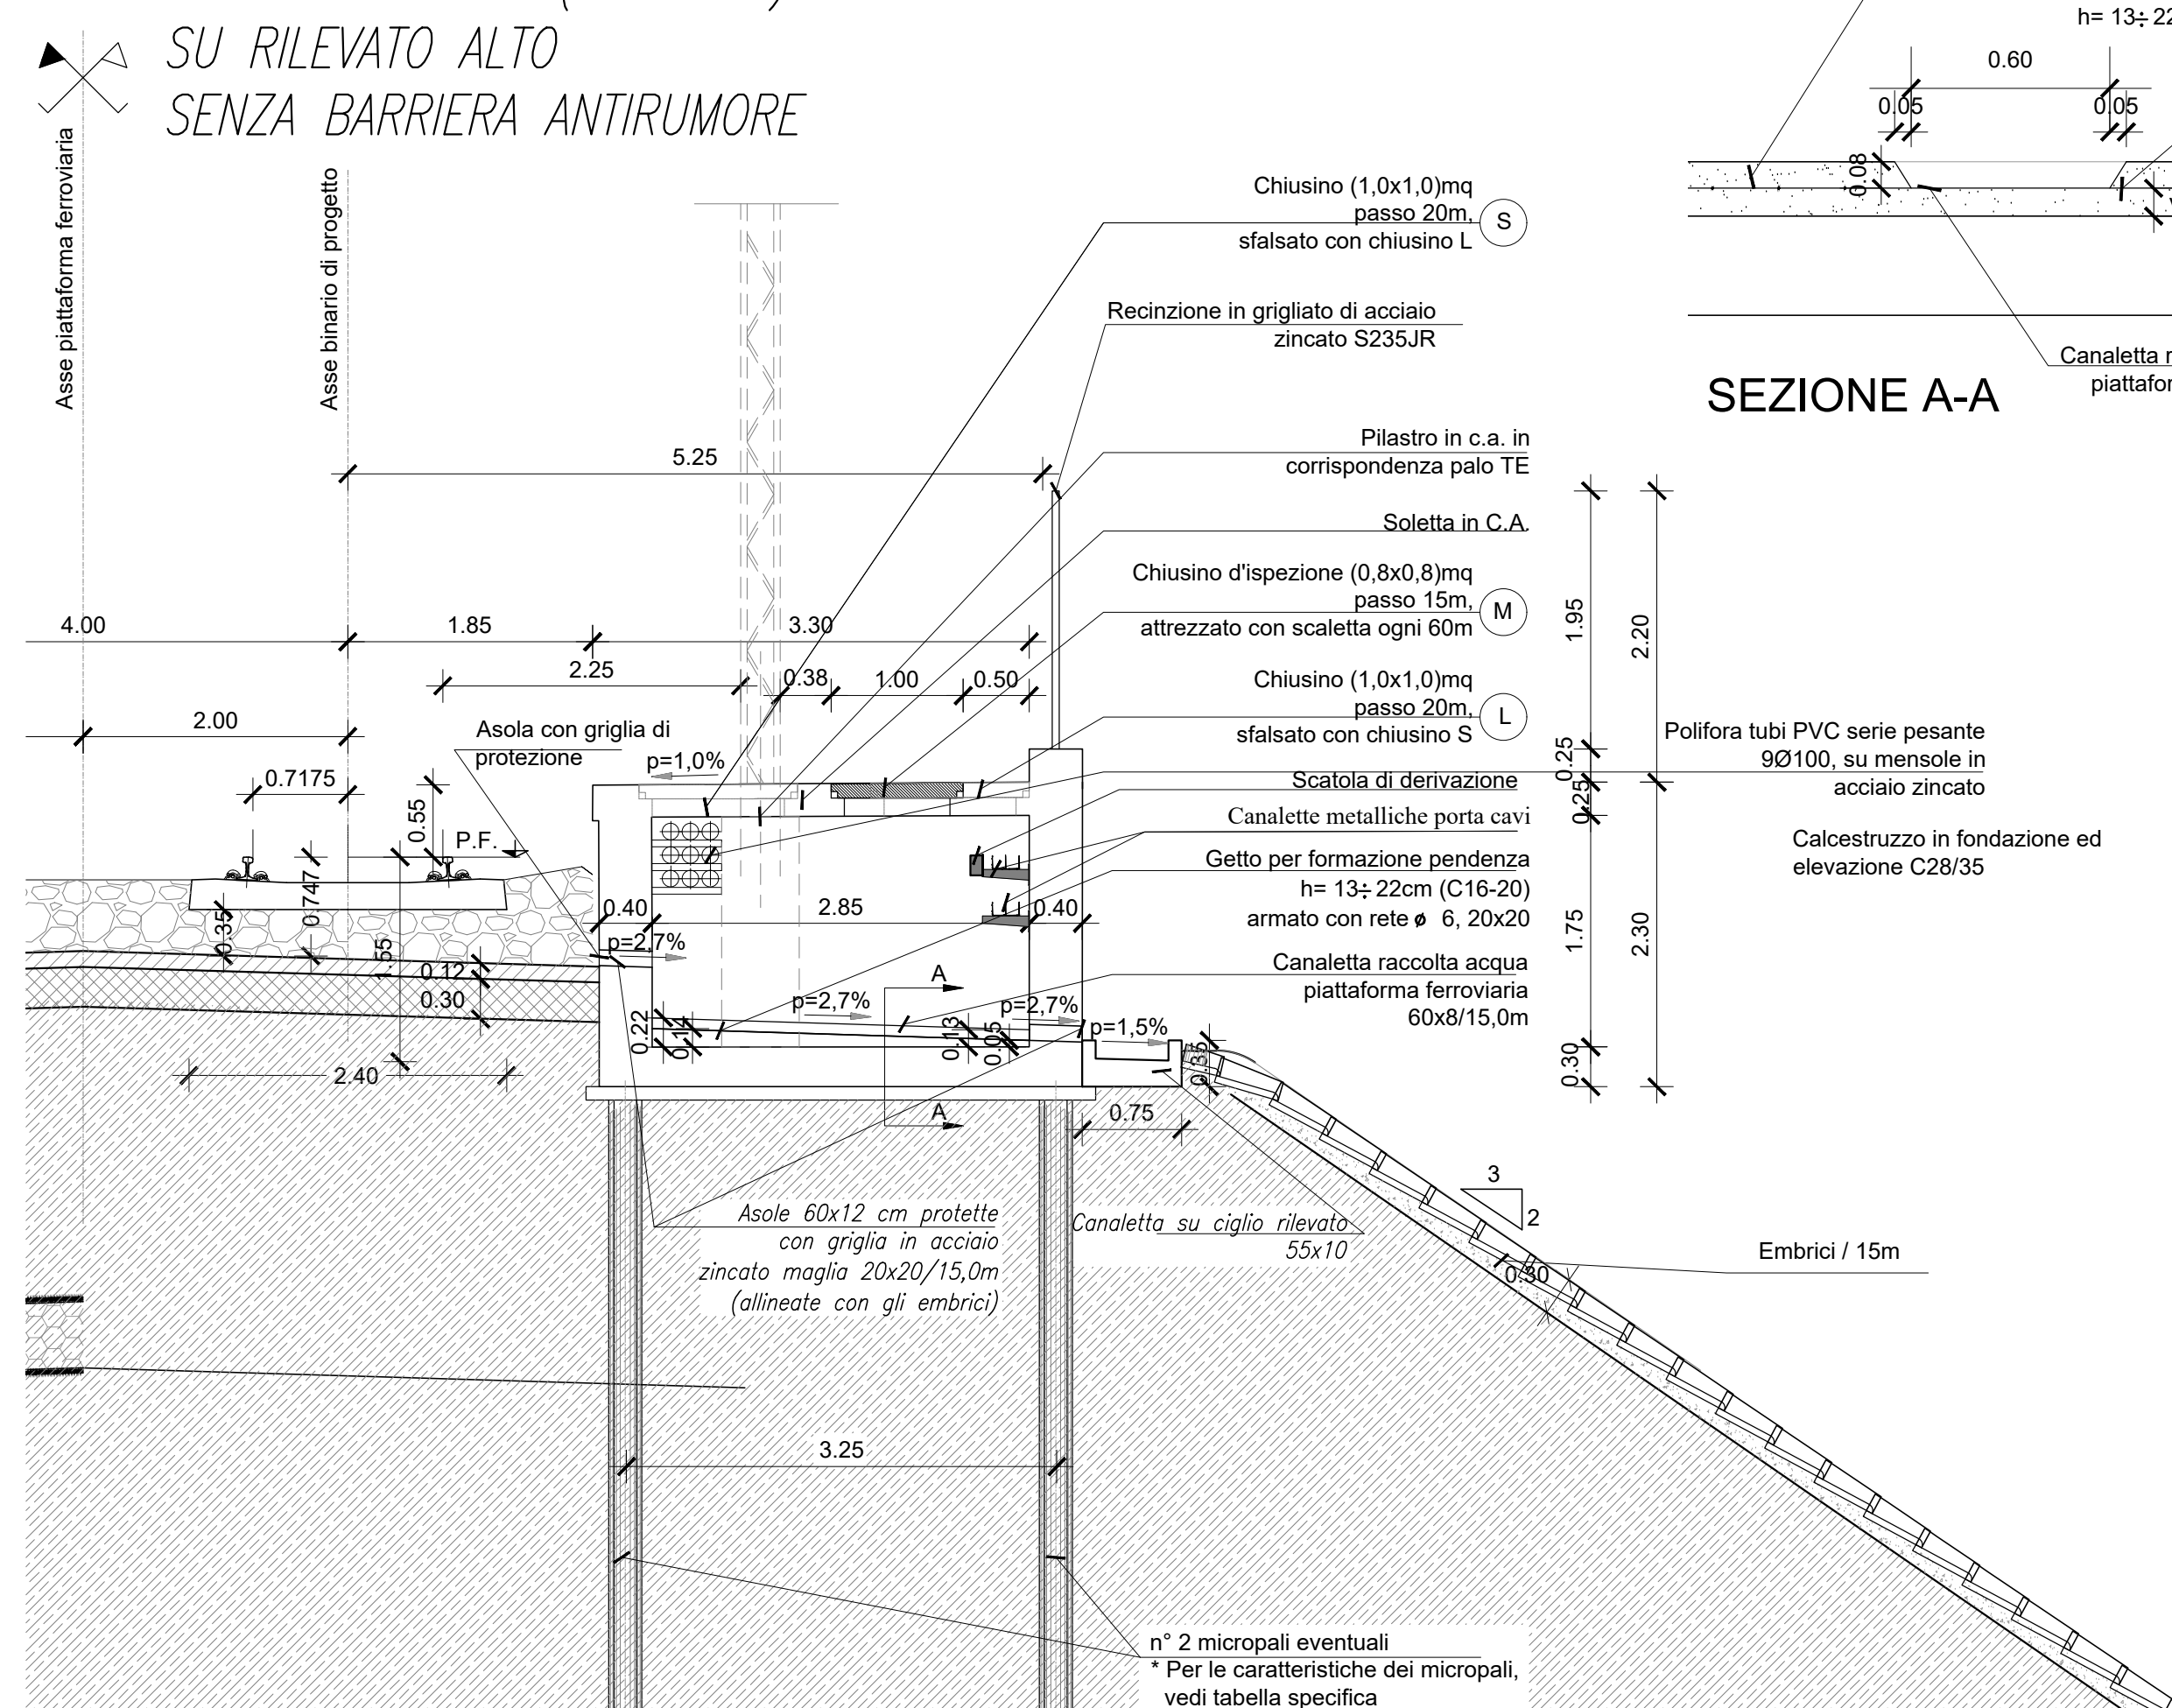 SU RILEVATO ALTO
SENZA BARRIERA ANTIRUMORE
Asse piattaforma ferroviaria
Asse binario di progetto
h= 13÷22
0.60
0.05
0.05
0.08
Canaletta
SEZIONE A-A
Chiusino (1,0x1,0)mq
passo 20m,
sfalsato con chiusino L
S
Recinzione in grigliato di acciaio
zincato S235JR
Pilastro in c.a. in
corrispondenza palo TE
Soletta in C.A.
Chiusino d'ispezione (0,8x0,8)mq
passo 15m,
attrezzato con scaletta ogni 60m
M
Chiusino (1,0x1,0)mq
passo 20m,
sfalsato con chiusino S
L
Polifora tubi PVC serie pesante
9Ø100, su mensole in
acciaio zincato
Scatola di derivazione
Canalette metalliche porta cavi
Getto per formazione pendenza
h= 13÷22cm (C16-20)
armato con rete ø 6, 20x20
Calcestruzzo in fondazione ed
elevazione C28/35
Canaletta raccolta acqua
piattaforma ferroviaria
60x8/15,0m
5.25
4.00
1.85
3.30
2.25
0.38
1.00
0.50
2.00
0.7175
Asola con griglia di
protezione
p=1,0%
0.55
P.F.
0.747
0.35
1.55
0.12
0.30
2.40
0.40
2.85
0.40
p=2,7%
p=2,7%
p=2,7%
p=1,5%
A
A
0.22
0.14
0.13
0.05
0.35
0.75
1.95
2.20
0.25
0.25
1.75
2.30
0.30
3
2
0.30
Embrici / 15m
Asole 60x12 cm protette
con griglia in acciaio
zincato maglia 20x20/15,0m
(allineate con gli embrici)
Canaletta su ciglio rilevato
55x10
3.25
n° 2 micropali eventuali
* Per le caratteristiche dei micropali,
vedi tabella specifica